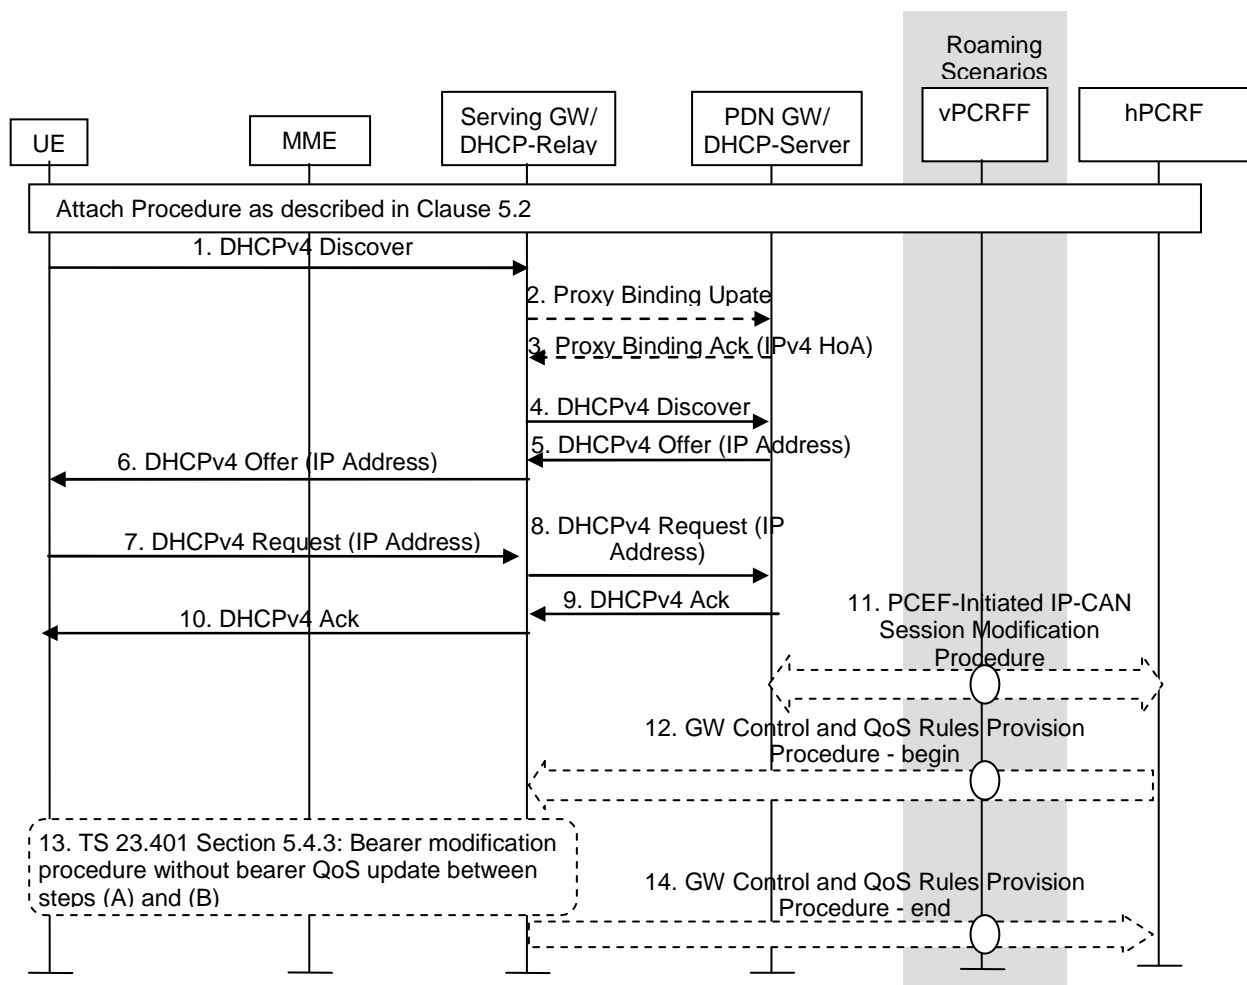 Roaming
Scenarios
UE
MME
Serving GW/
DHCP-Relay
PDN GW/
DHCP-Server
vPCRFF
hPCRF
Attach Procedure as described in Clause 5.2
1. DHCPv4 Discover
2. Proxy Binding Upate
3. Proxy Binding Ack (IPv4 HoA)
4. DHCPv4 Discover
5. DHCPv4 Offer (IP Address)
6. DHCPv4 Offer (IP Address)
7. DHCPv4 Request (IP Address)
8. DHCPv4 Request (IP
Address)
9. DHCPv4 Ack
10. DHCPv4 Ack
11. PCEF-Initiated IP-CAN
Session Modification
Procedure
12. GW Control and QoS Rules Provision
Procedure - begin
13. TS 23.401 Section 5.4.3: Bearer modification
procedure without bearer QoS update between
steps (A) and (B)
14. GW Control and QoS Rules Provision
Procedure - end